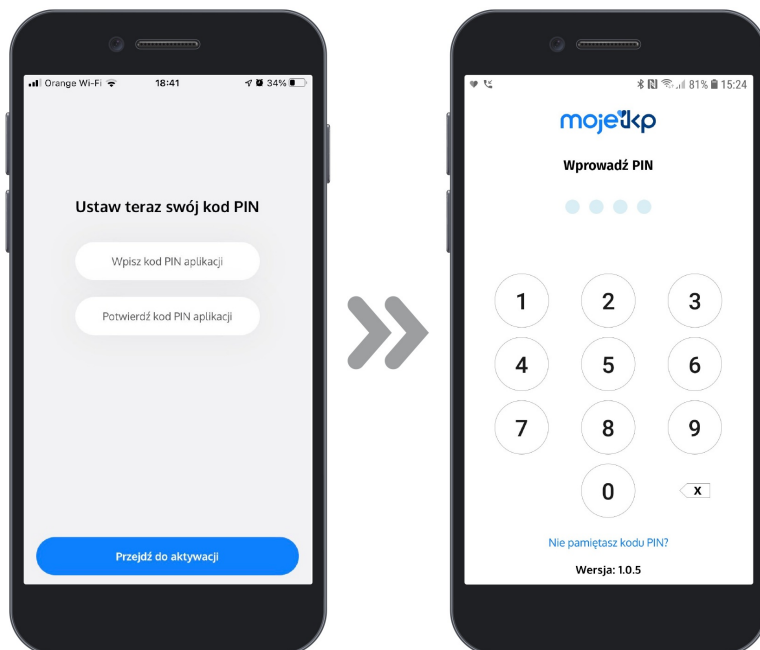 Orange Wi-Fi 18:41 34%
Ustaw teraz swój kod PIN
Wpisz kod PIN aplikacji
Potwierdź kod PIN aplikacji
Przejdź do aktywacji
81% 15:24
mojeikp
Wprowadź PIN
1 2 3
4 5 6
7 8 9
0 X
Nie pamiętasz kodu PIN?
Wersja: 1.0.5